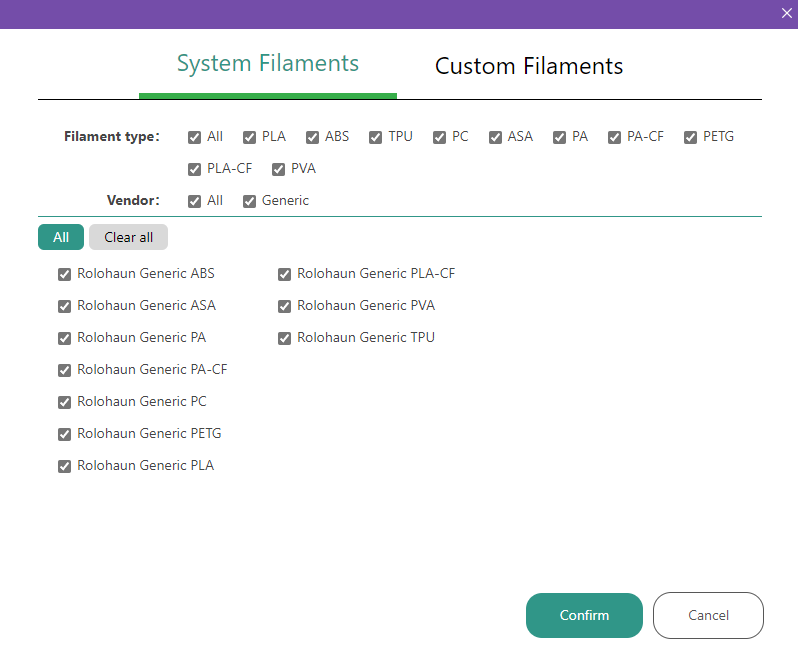 System Filaments Custom Filaments
Filament type: All PLA ABS TPU PC ASA PA PA-CF PETG
PLA-CF PVA
Vendor: All Generic
All Clear all
Rolohaun Generic ABS Rolohaun Generic PLA-CF
Rolohaun Generic ASA Rolohaun Generic PVA
Rolohaun Generic PA Rolohaun Generic TPU
Rolohaun Generic PA-CF
Rolohaun Generic PC
Rolohaun Generic PETG
Rolohaun Generic PLA
Confirm Cancel